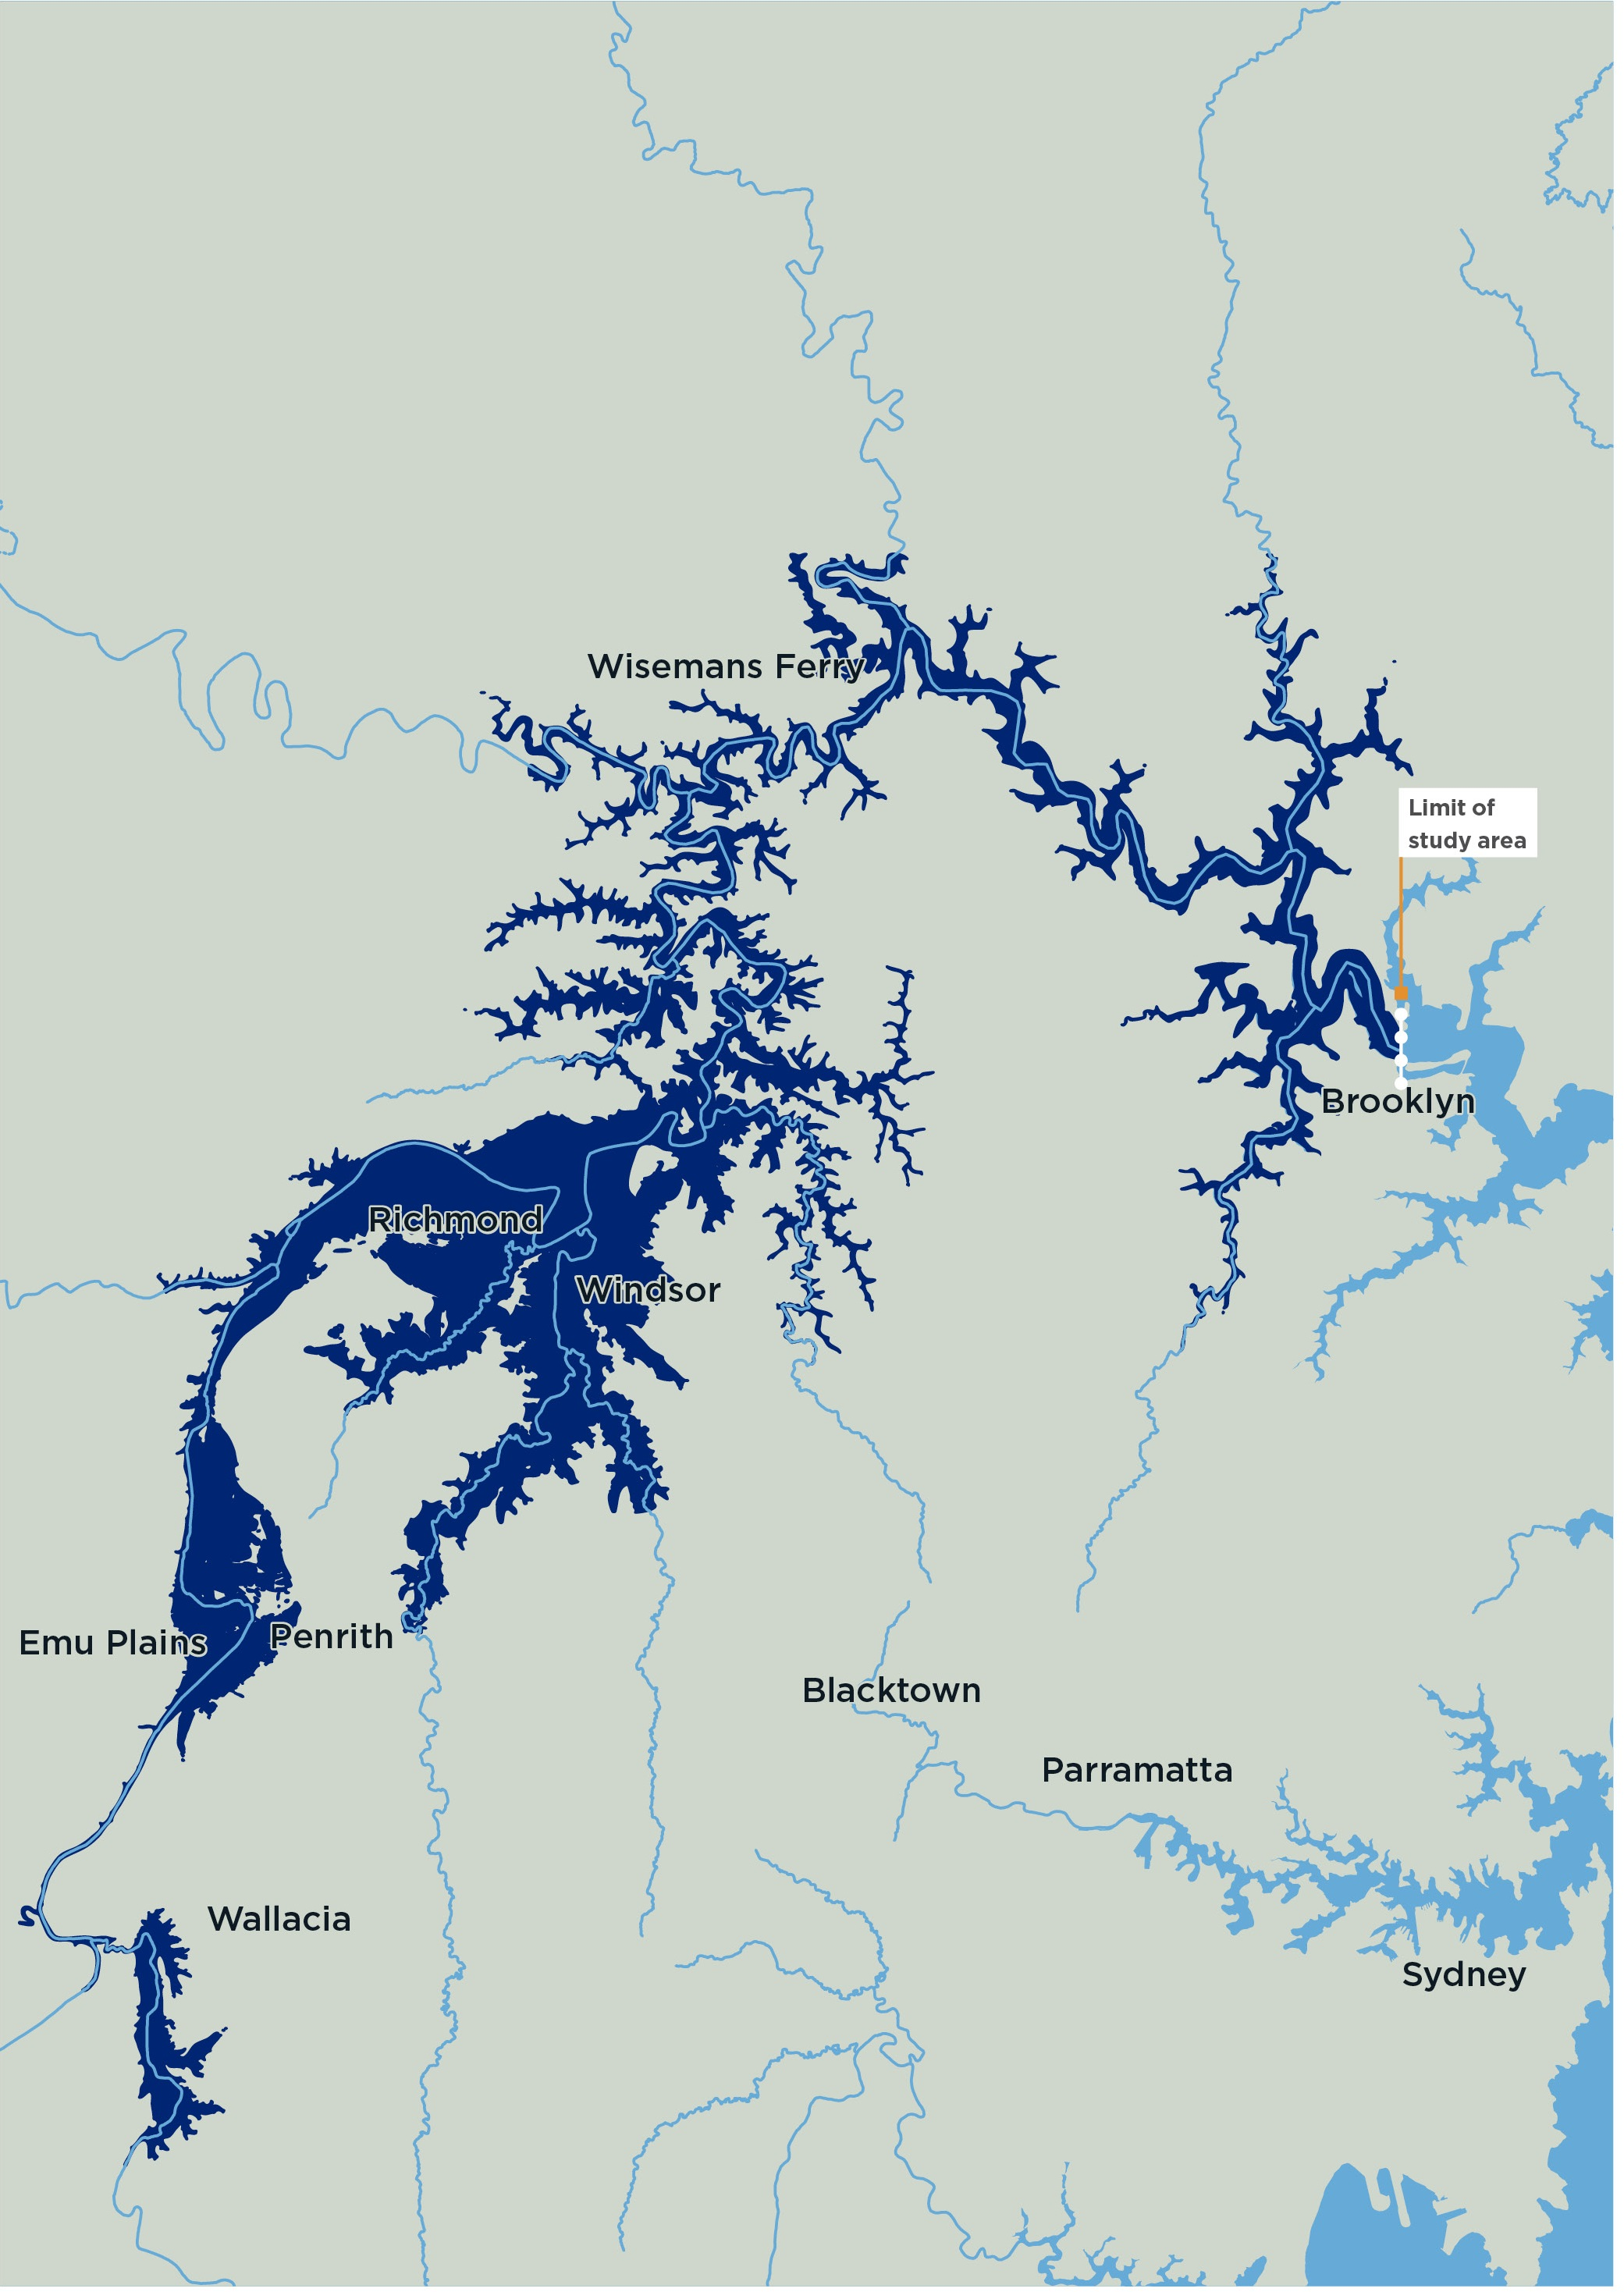 Wisemans Ferry
Limit of
study area
Brooklyn
Richmond
Windsor
Emu Plains
Penrith
Blacktown
Parramatta
Wallacia
Sydney